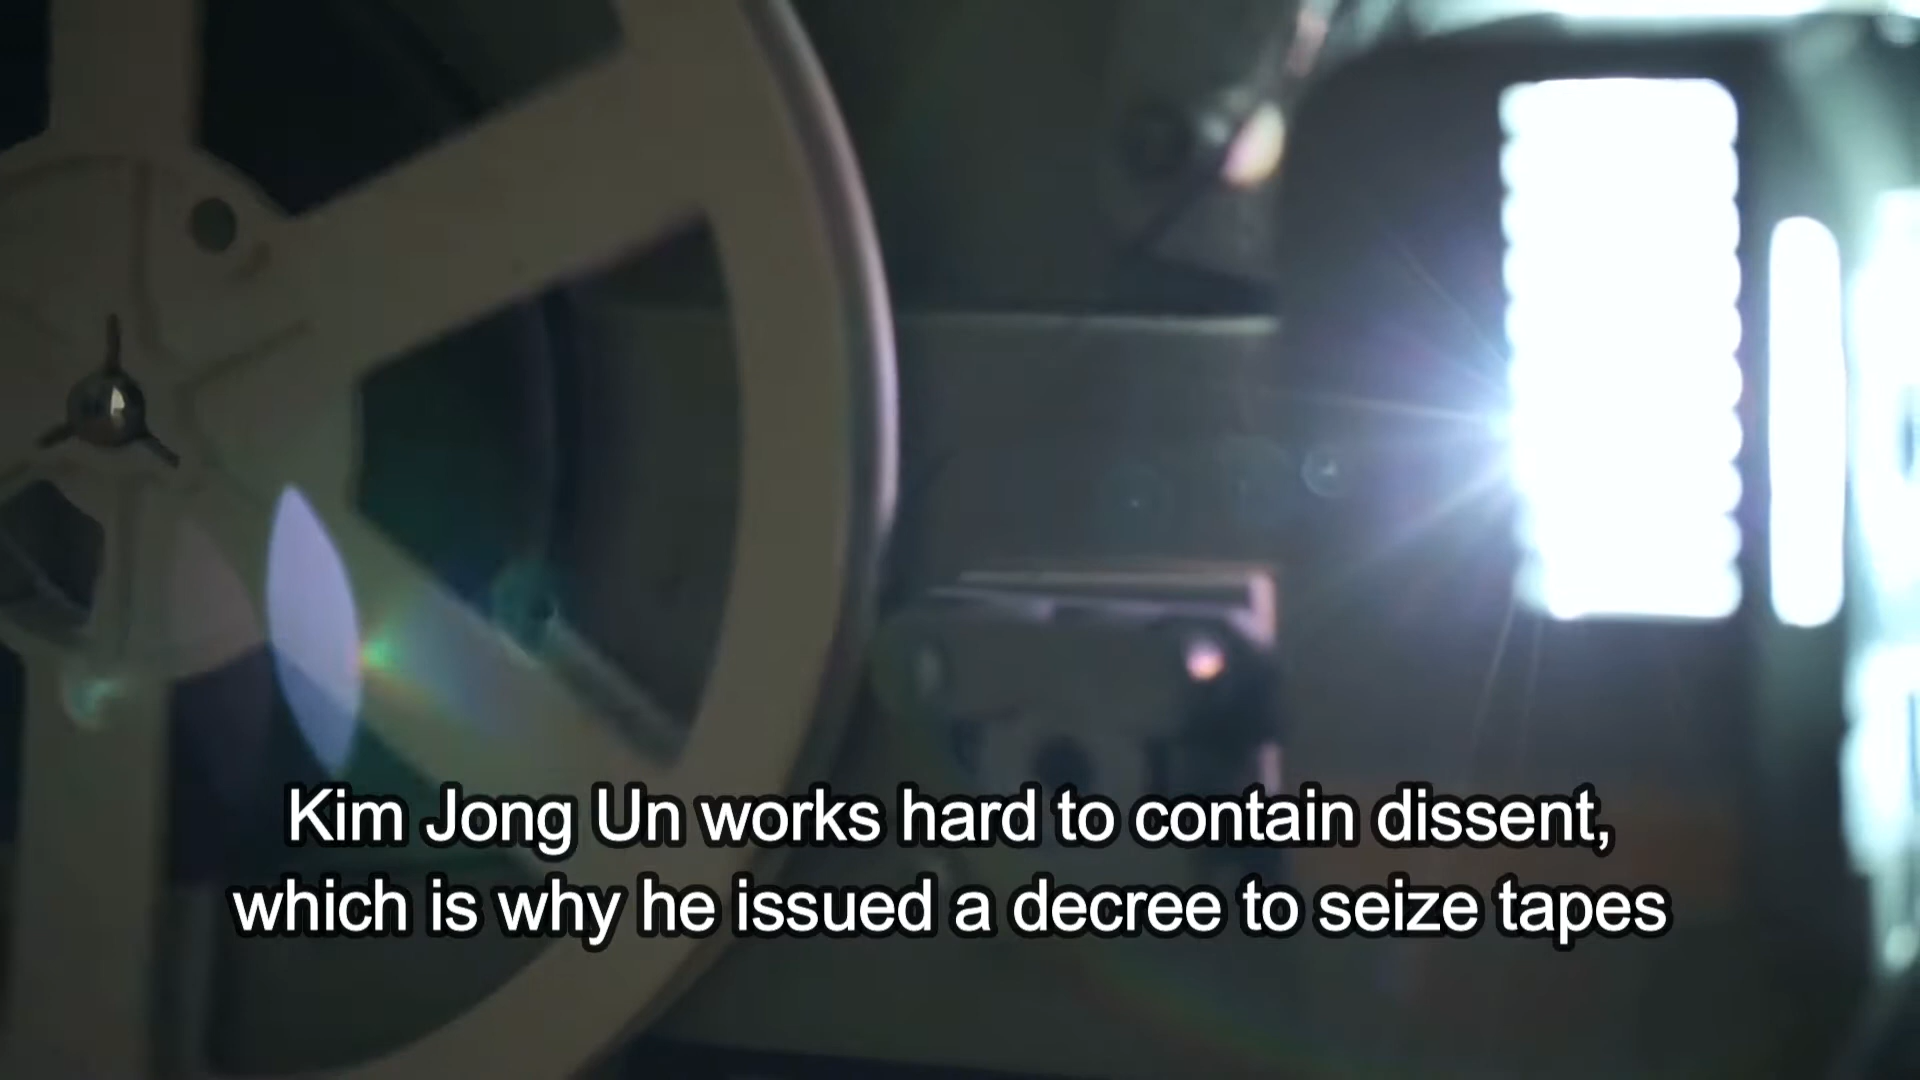 Kim Jong Un works hard to contain dissent,
which is why he issued a decree to seize tapes